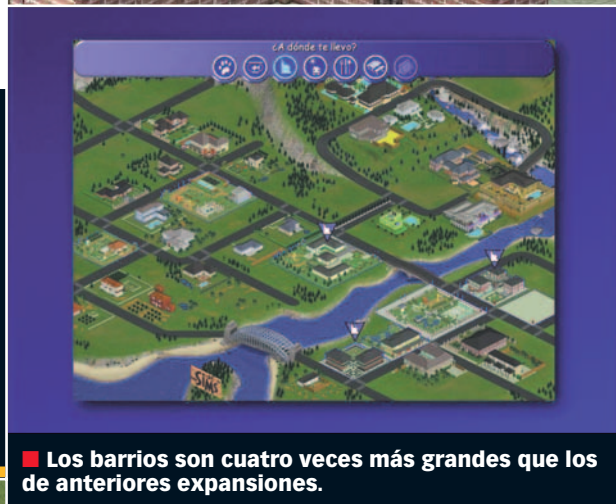 ¿A dónde te llevo?
SIMS
■ Los barrios son cuatro veces más grandes que los
de anteriores expansiones.